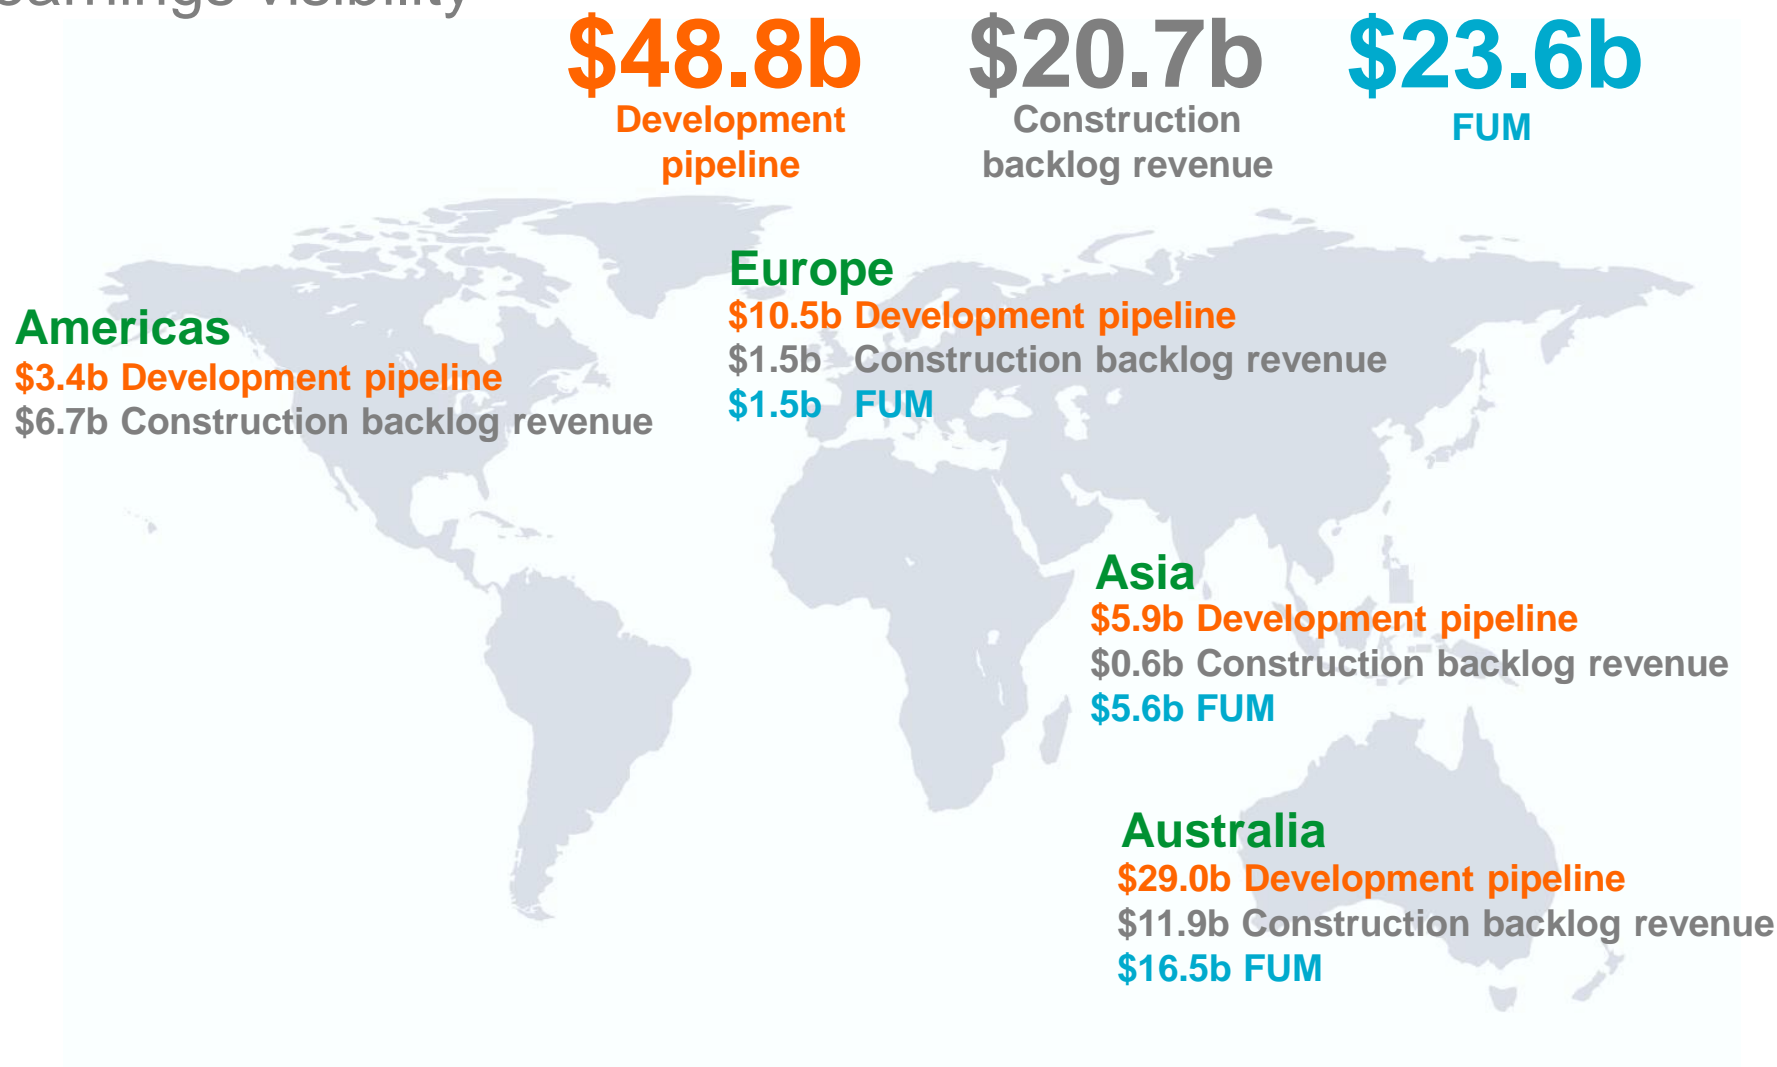 earnings visibility
$48.8b
Development
pipeline
$20.7b
Construction
backlog revenue
$23.6b
FUM
Americas
$3.4b Development pipeline
$6.7b Construction backlog revenue
Europe
$10.5b Development pipeline
$1.5b Construction backlog revenue
$1.5b FUM
Asia
$5.9b Development pipeline
$0.6b Construction backlog revenue
$5.6b FUM
Australia
$29.0b Development pipeline
$11.9b Construction backlog revenue
$16.5b FUM